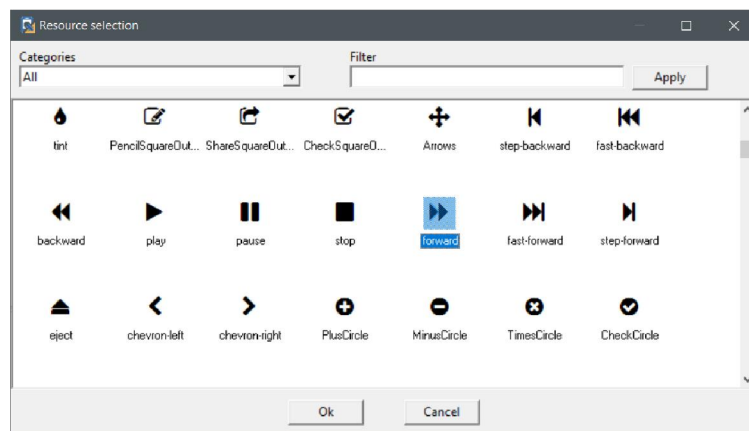 Resource selection
Categories
Filter
All
Apply
tint
PencilSquareOut...
ShareSquareOut...
CheckSquareO...
Arrows
step-backward
fast-backward
backward
play
pause
stop
forward
fast-forward
step-forward
eject
chevron-left
chevron-right
PlusCircle
MinusCircle
TimesCircle
CheckCircle
Ok
Cancel